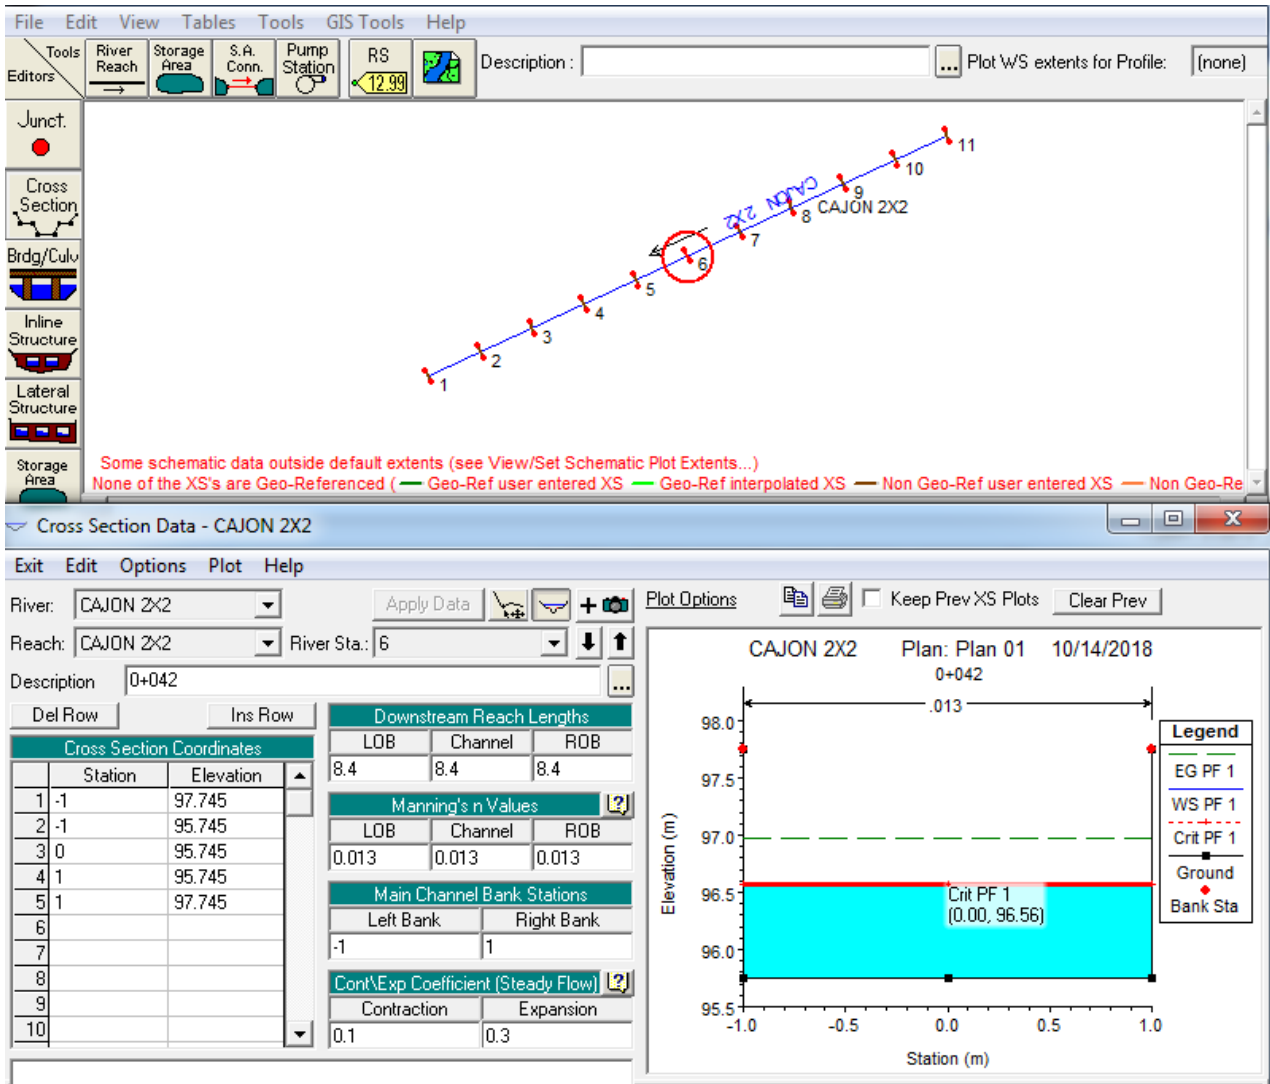 File Edit View Tables Tools GIS Tools Help
Tools
Editors
River Reach
Storage Area
S.A. Conn.
Pump Station
RS
12.99
Description :
...
Plot WS extents for Profile:
(none)
Junct.
Cross Section
Brdg/Culv
Inline Structure
Lateral Structure
Storage Area
11
10
9
CAJON 2X2
8
CAJON 2X2
7
6
5
4
3
2
1
Some schematic data outside default extents (see View/Set Schematic Plot Extents...)
None of the XS's are Geo-Referenced ( Geo-Ref user entered XS Geo-Ref interpolated XS Non Geo-Ref user entered XS Non Geo-Re
Cross Section Data - CAJON 2X2
Exit Edit Options Plot Help
River: CAJON 2X2 Apply Data
Reach: CAJON 2X2 River Sta.: 6
Description 0+042 ...
Del Row Ins Row
Cross Section Coordinates
Station Elevation
1 -1 97.745
2 -1 95.745
3 0 95.745
4 1 95.745
5 1 97.745
6
7
8
9
10
Downstream Reach Lengths
LOB Channel ROB
8.4 8.4 8.4
Manning's n Values ?
LOB Channel ROB
0.013 0.013 0.013
Main Channel Bank Stations
Left Bank Right Bank
-1 1
Cont\Exp Coefficient (Steady Flow) ?
Contraction Expansion
0.1 0.3
Plot Options Keep Prev XS Plots Clear Prev
CAJON 2X2 Plan: Plan 01 10/14/2018
0+042
.013
98.0
97.5
97.0
96.5
96.0
95.5
Elevation (m)
Crit PF 1
(0.00, 96.56)
-1.0 -0.5 0.0 0.5 1.0
Station (m)
Legend
EG PF 1
WS PF 1
Crit PF 1
Ground
Bank Sta